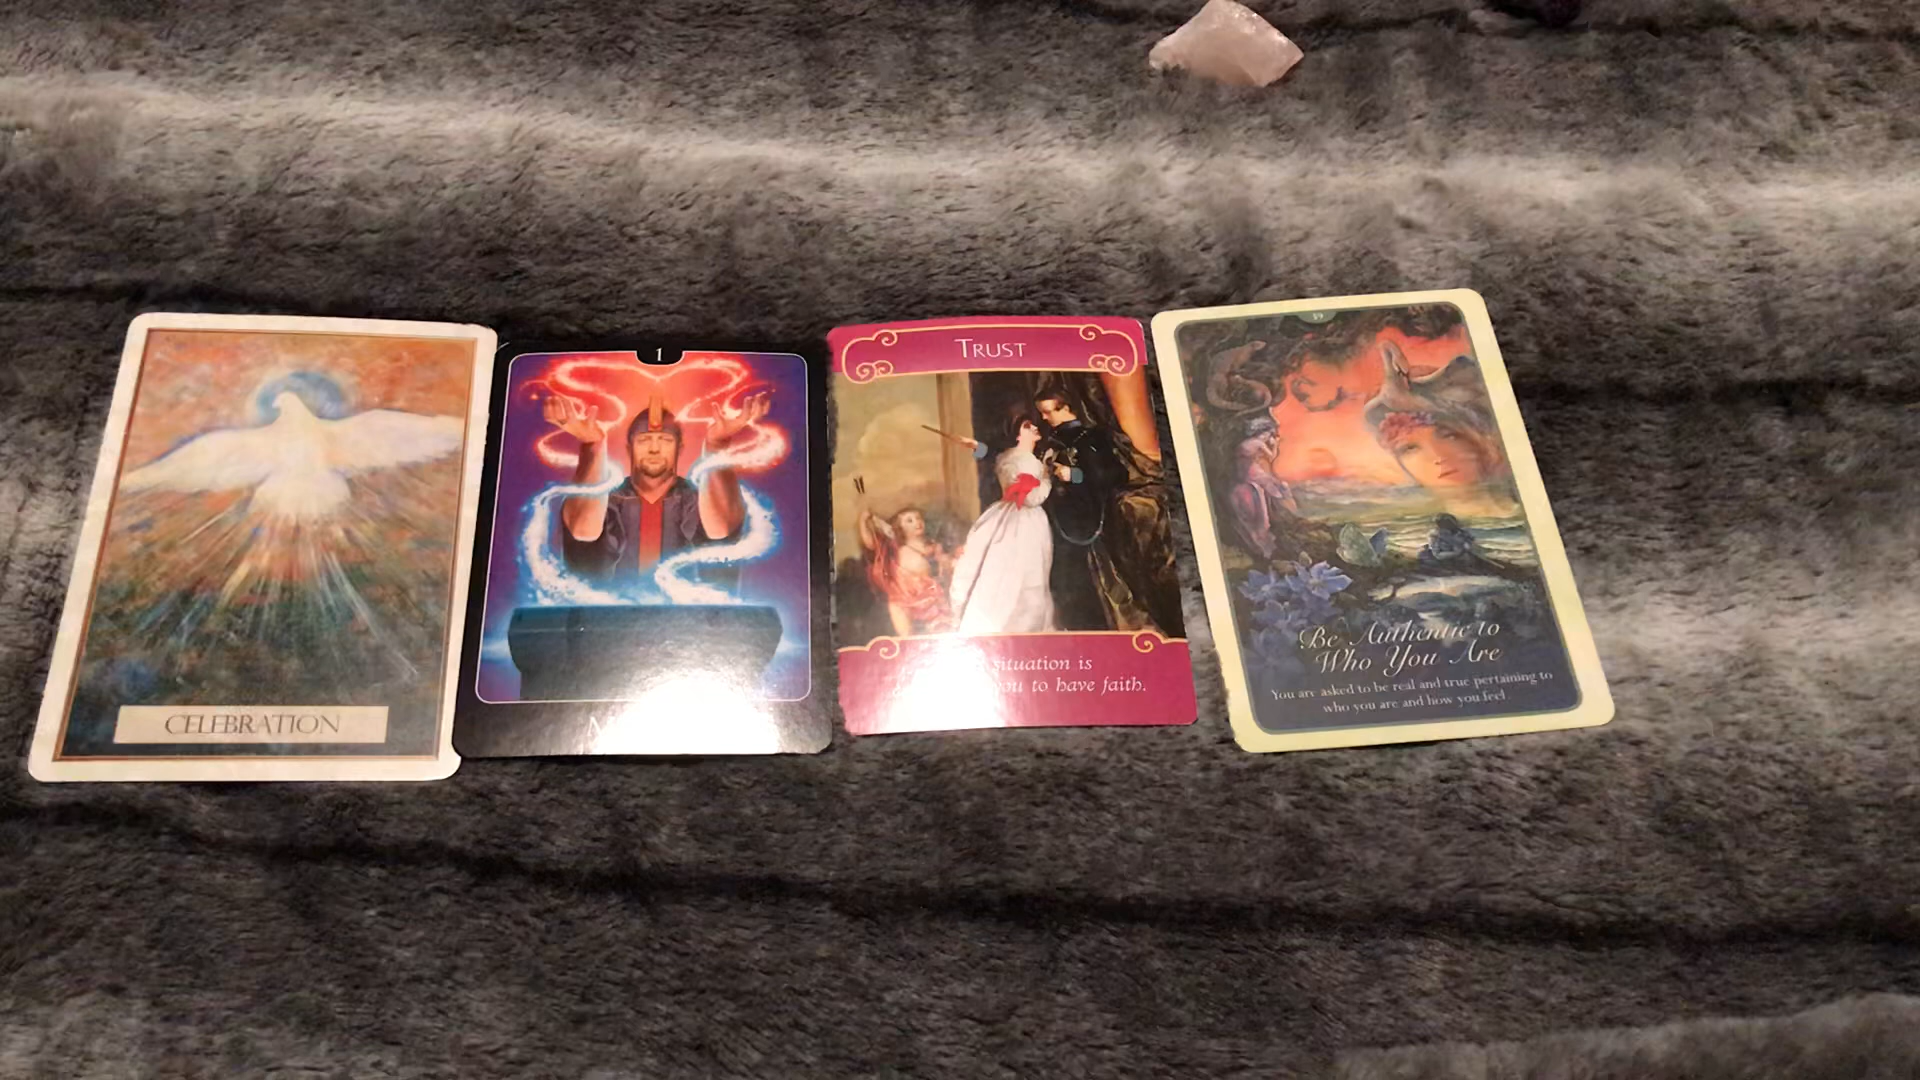 CELEBRATION
1
M
TRUST
situation is
you to have faith.
Be Authentic to
Who You Are
You are asked to be real and true pertaining to
who you are and how you feel.